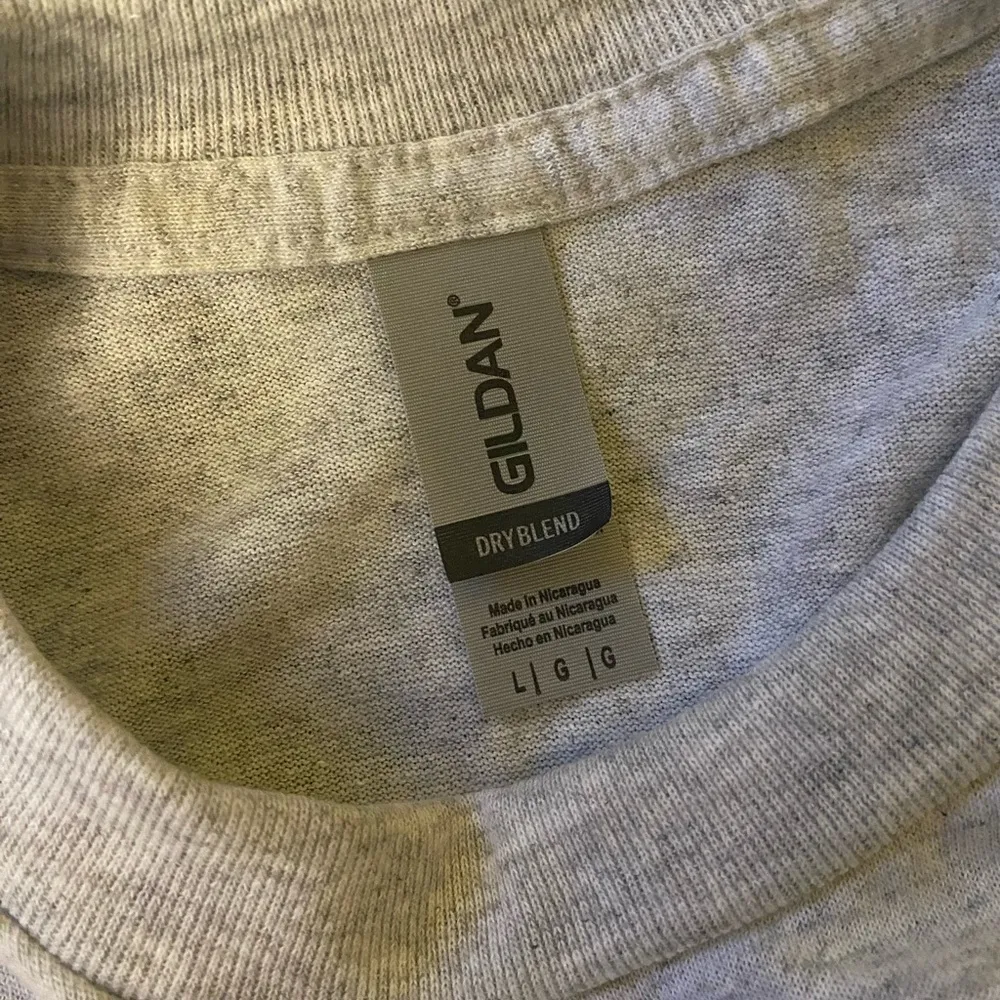 GILDAN®
DRYBLEND
Made in Nicaragua
Fabriqué au Nicaragua
Hecho en Nicaragua
L | G | G